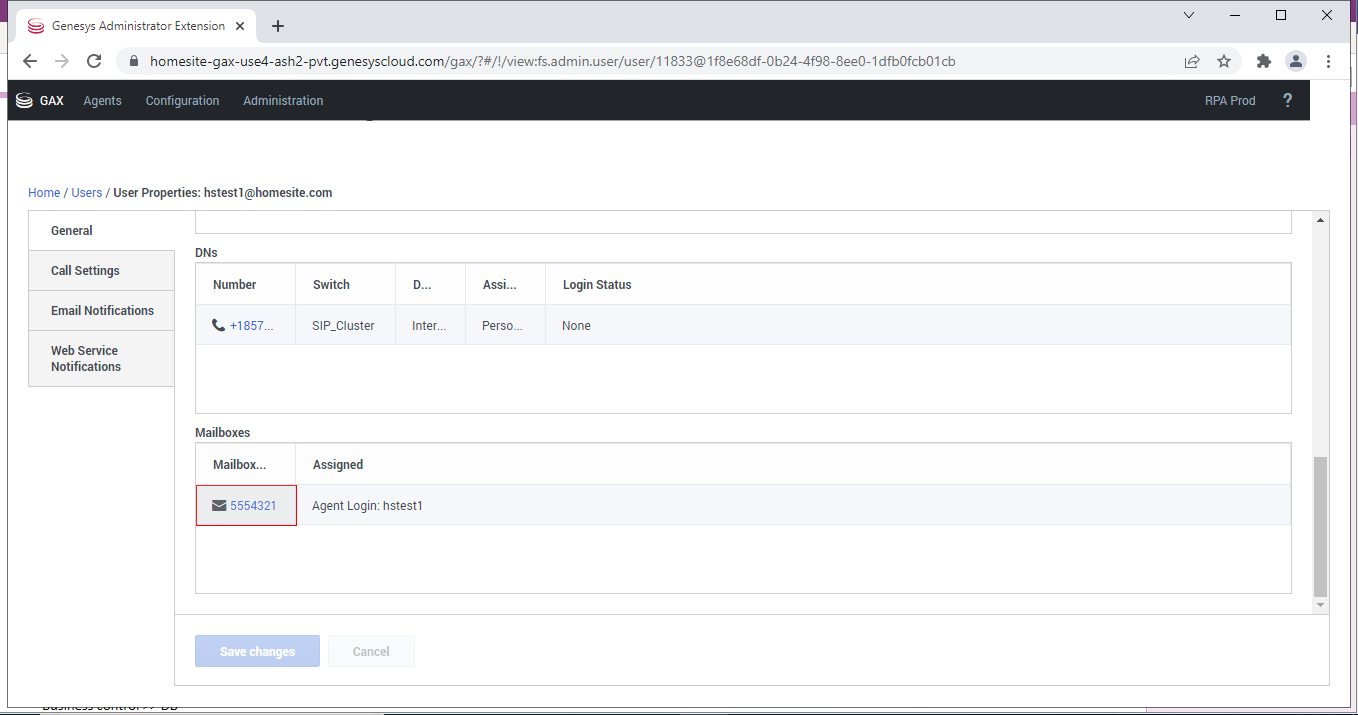 Genesys Administrator Extension
homesite-gax-use4-ash2-pvt.genesyscloud.com/gax/?#/!/view:fs.admin.user/user/11833@1f8e68df-0b24-4f98-8ee0-1dfb0fcb01cb
GAX Agents Configuration Administration RPA Prod ?
Home / Users / User Properties: hstest1@homesite.com
General
Call Settings
Email Notifications
Web Service
Notifications
DNs
Number Switch D... Assi... Login Status
+1857... SIP_Cluster Inter... Perso... None
Mailboxes
Mailbox... Assigned
5554321 Agent Login: hstest1
Save changes Cancel